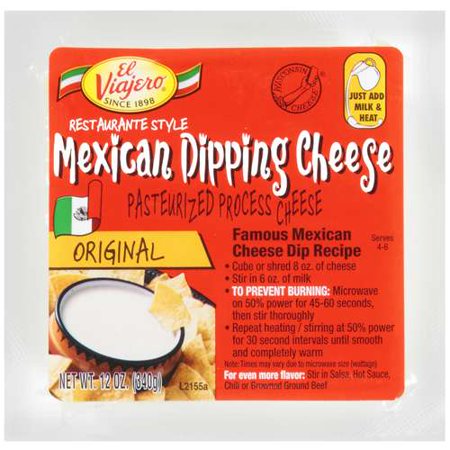 El
Viajero
SINCE 1898
WISCONSIN
CHEESE
JUST ADD
MILK &
HEAT
RESTAURANTE STYLE
Mexican Dipping Cheese
PASTEURIZED PROCESS CHEESE
ORIGINAL
Famous Mexican
Cheese Dip Recipe
Serves
4-6
• Cube or shred 8 oz. of cheese
• Stir in 6 oz. of milk
• TO PREVENT BURNING: Microwave
on 50% power for 45-60 seconds,
then stir thoroughly
• Repeat heating / stirring at 50% power
for 30 second intervals until smooth
and completely warm
Note: Times may vary due to microwave size (wattage)
For even more flavor: Stir in Salsa, Hot Sauce,
Chili or Browned Ground Beef
NET WT. 12 OZ. (340g)
L2155a